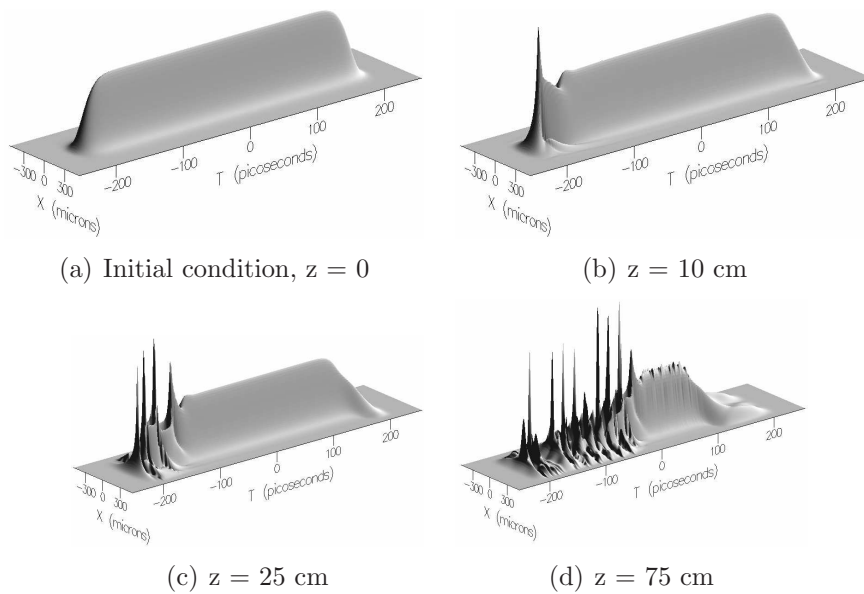 -200 -100 0 100 200
T (picoseconds)
-300 0 300
X (microns)
(a) Initial condition, z = 0
-200 -100 0 100 200
T (picoseconds)
-300 0 300
X (microns)
(b) z = 10 cm
-200 -100 0 100 200
T (picoseconds)
-300 0 300
X (microns)
(c) z = 25 cm
-200 -100 0 100 200
T (picoseconds)
-300 0 300
X (microns)
(d) z = 75 cm